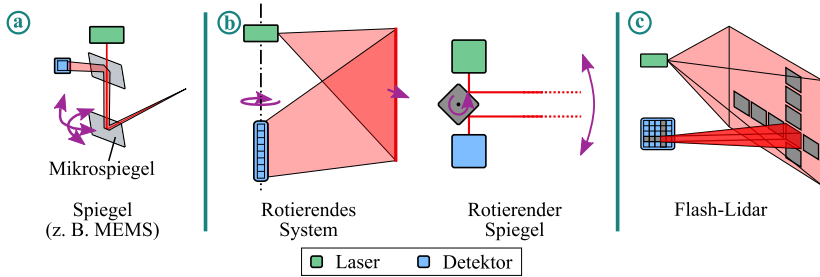 a
Mikrospiegel
Spiegel
(z. B. MEMS)
b
Rotierendes
System
Rotierender
Spiegel
c
Flash-Lidar
Laser
Detektor